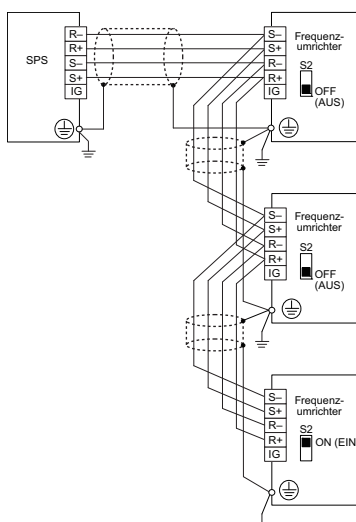 SPS
R–
R+
S–
S+
IG
S–
S+
R–
R+
IG
Frequenz-
umrichter
S2
OFF
(AUS)
S–
S+
R–
R+
IG
Frequenz-
umrichter
S2
OFF
(AUS)
S–
S+
R–
R+
IG
Frequenz-
umrichter
S2
ON (EIN